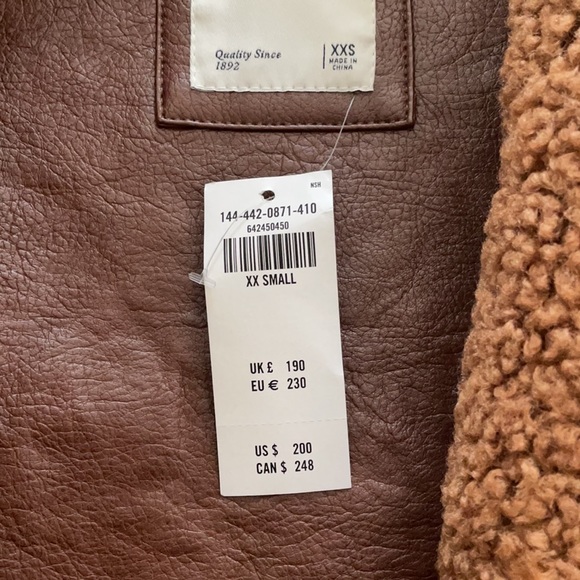 Quality Since
1892
XXS
MADE IN
CHINA
NSH
144-442-0871-410
642450450
XX SMALL
UK £ 190
EU € 230
US $ 200
CAN $ 248